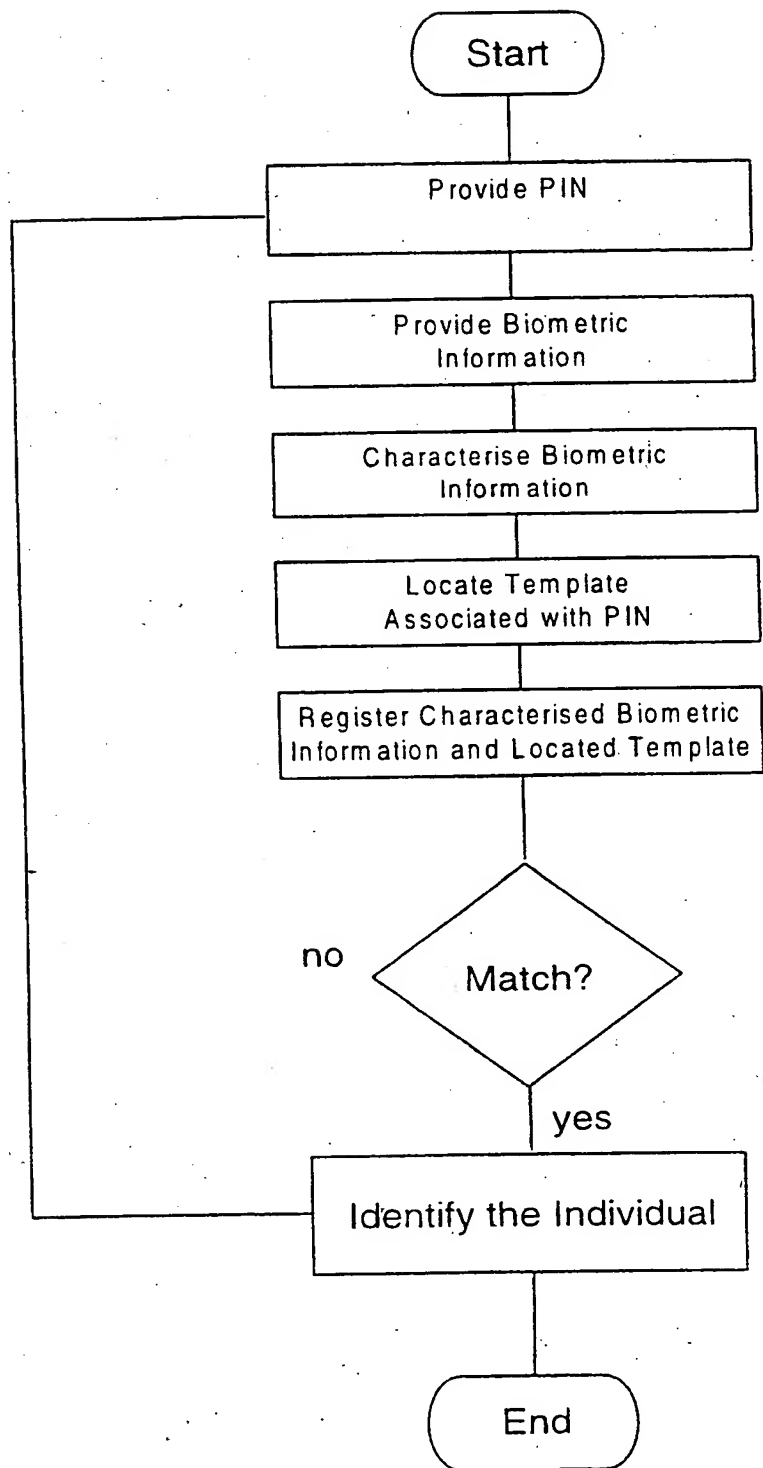 Start
Provide PIN
Provide Biometric
Information
Characterise Biometric
Information
Locate Template
Associated with PIN
Register Characterised Biometric
Information and Located Template
no
Match?
yes
Identify the Individual
End